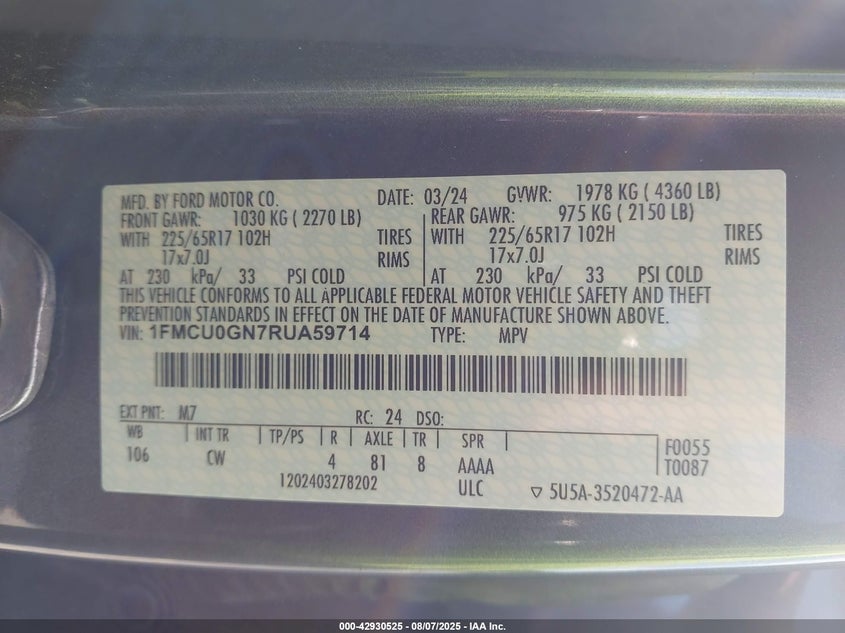 MFD. BY FORD MOTOR CO. DATE: 03/24 GVWR: 1978 KG ( 4360 LB)
FRONT GAWR: 1030 KG ( 2270 LB) REAR GAWR: 975 KG ( 2150 LB)
WITH 225/65R17 102H TIRES WITH 225/65R17 102H TIRES
17x7.0J RIMS 17x7.0J RIMS
AT 230 kPa/ 33 PSI COLD AT 230 kPa/ 33 PSI COLD
THIS VEHICLE CONFORMS TO ALL APPLICABLE FEDERAL MOTOR VEHICLE SAFETY AND THEFT
PREVENTION STANDARDS IN EFFECT ON THE DATE OF MANUFACTURE SHOWN ABOVE.
VIN: 1FMCU0GN7RUA59714 TYPE: MPV
EXT PNT: M7 RC: 24 DSO:
WB INT TR TP/PS R AXLE TR SPR F0055
106 CW 4 81 8 AAAA T0087
1202403278202 ULC ▽ 5U5A-3520472-AA
000-42930525 - 08/07/2025 - IAA Inc.